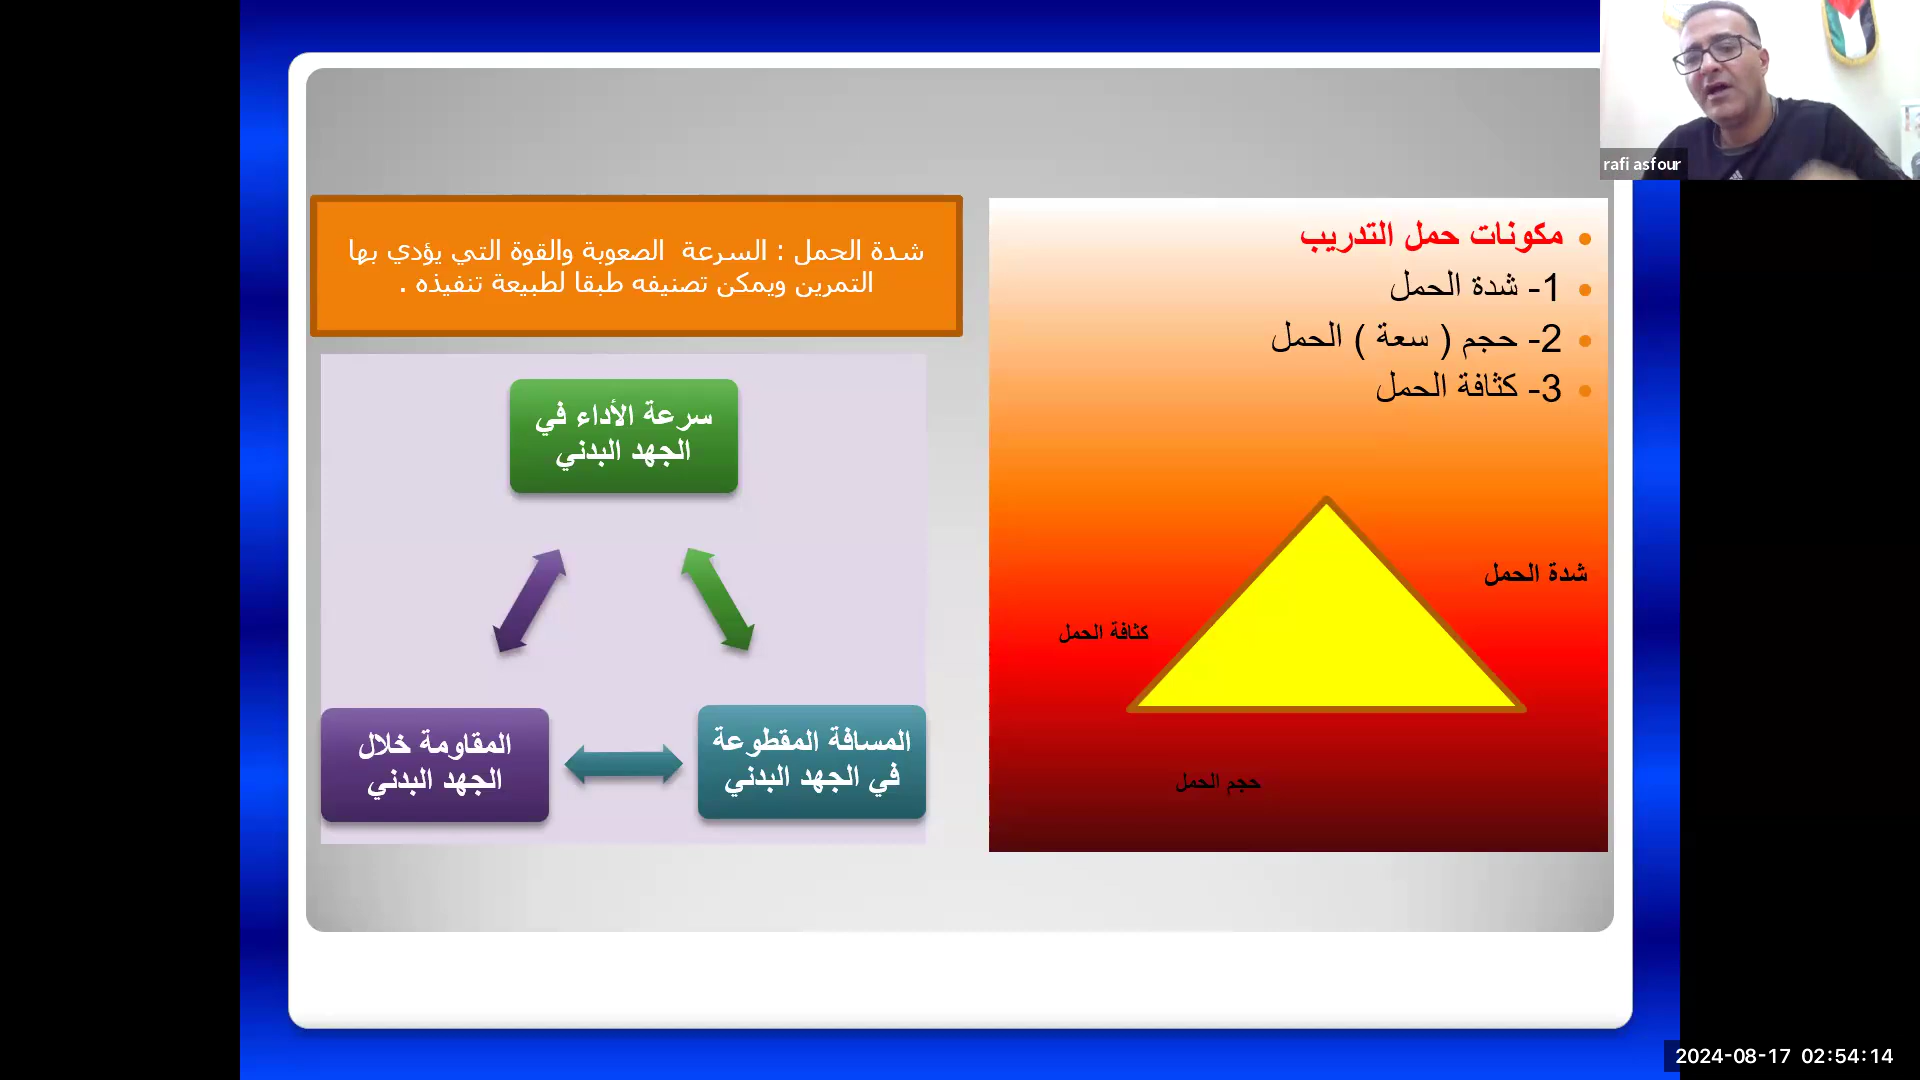 rafi asfour
مكونات حمل التدريب
1- شدة الحمل
2- حجم ( سعة ) الحمل
3- كثافة الحمل
شدة الحمل
كثافة الحمل
حجم الحمل
شدة الحمل : السرعة الصعوبة والقوة التي يؤدي بها
التمرين ويمكن تصنيفه طبقا لطبيعة تنفيذه .
سرعة الأداء في
الجهد البدني
المسافة المقطوعة
في الجهد البدني
المقاومة خلال
الجهد البدني
2024-08-17 02:54:14